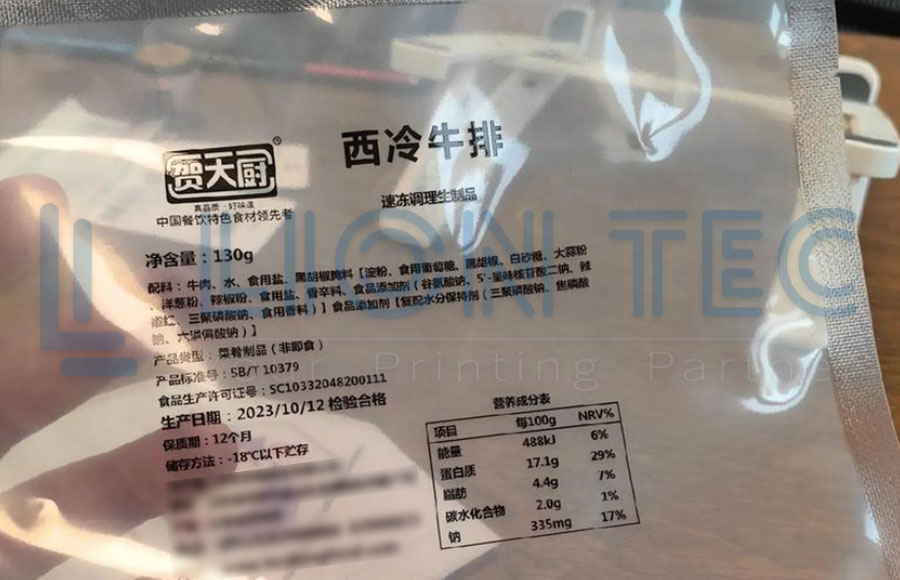 贺大厨®
真品质·好味道
中国餐饮特色食材领先者
西冷牛排
速冻调理生制品
净含量：130g
配料：牛肉、水、食用盐、黑胡椒腌料【淀粉、食用葡萄糖、黑胡椒、白砂糖、大蒜粉
、洋葱粉、辣椒粉、食用盐、香辛料、食品添加剂（谷氨酸钠、5'-呈味核苷酸二钠、辣
椒红、三聚磷酸钠、食用香料）】食品添加剂【复配水分保持剂（三聚磷酸钠、焦磷酸
钠、六偏磷酸钠）】
产品类型：菜肴制品（非即食）
产品标准号：SB/T 10379
食品生产许可证号：SC10332048200111
生产日期：2023/10/12 检验合格
保质期：12个月
储存方法：-18℃以下贮存
营养成分表
项目 每100g NRV%
能量 488kJ 6%
蛋白质 17.1g 29%
脂肪 4.4g 7%
碳水化合物 2.0g 1%
钠 335mg 17%
LION TEC
Printing